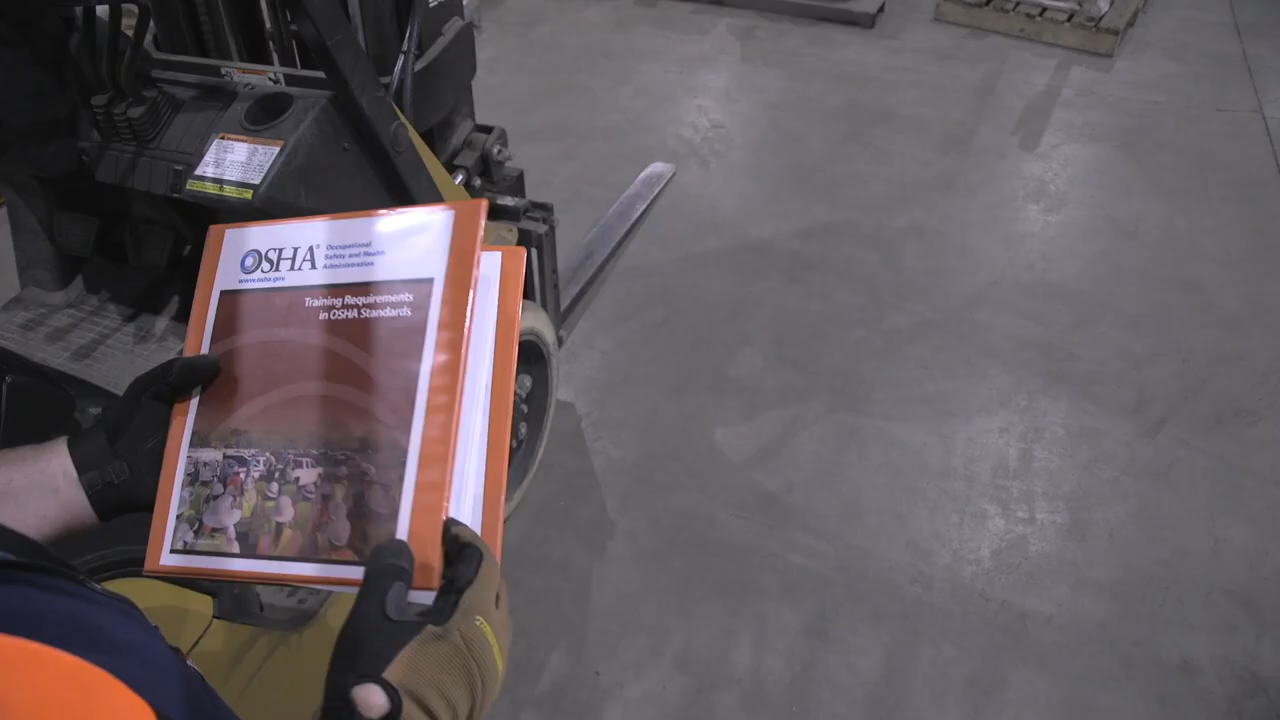 OSHA®
Occupational
Safety and Health
Administration
www.osha.gov
Training Requirements
in OSHA Standards